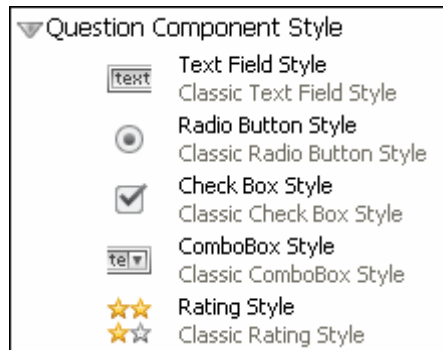 Question Component Style
text
Text Field Style
Classic Text Field Style
Radio Button Style
Classic Radio Button Style
Check Box Style
Classic Check Box Style
te
ComboBox Style
Classic ComboBox Style
Rating Style
Classic Rating Style